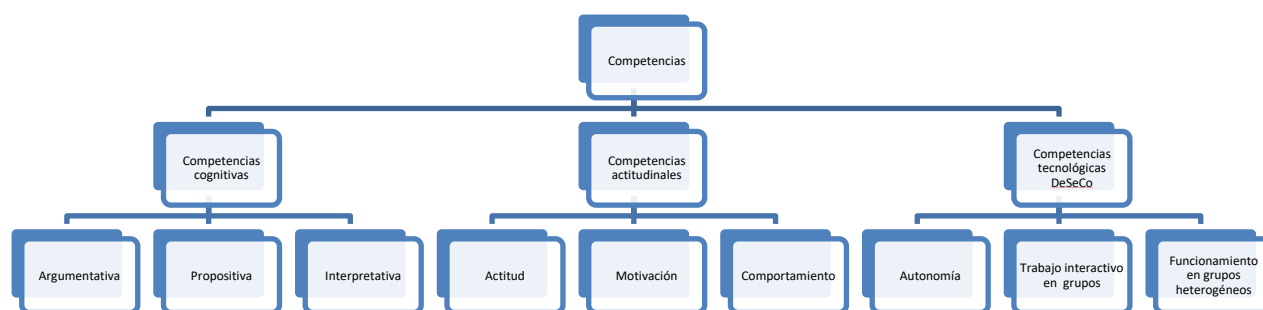 Competencias
Competencias
cognitivas
Competencias
actitudinales
Competencias
tecnológicas
DeSeCo
Argumentativa
Propositiva
Interpretativa
Actitud
Motivación
Comportamiento
Autonomía
Trabajo interactivo
en grupos
Funcionamiento
en grupos
heterogéneos